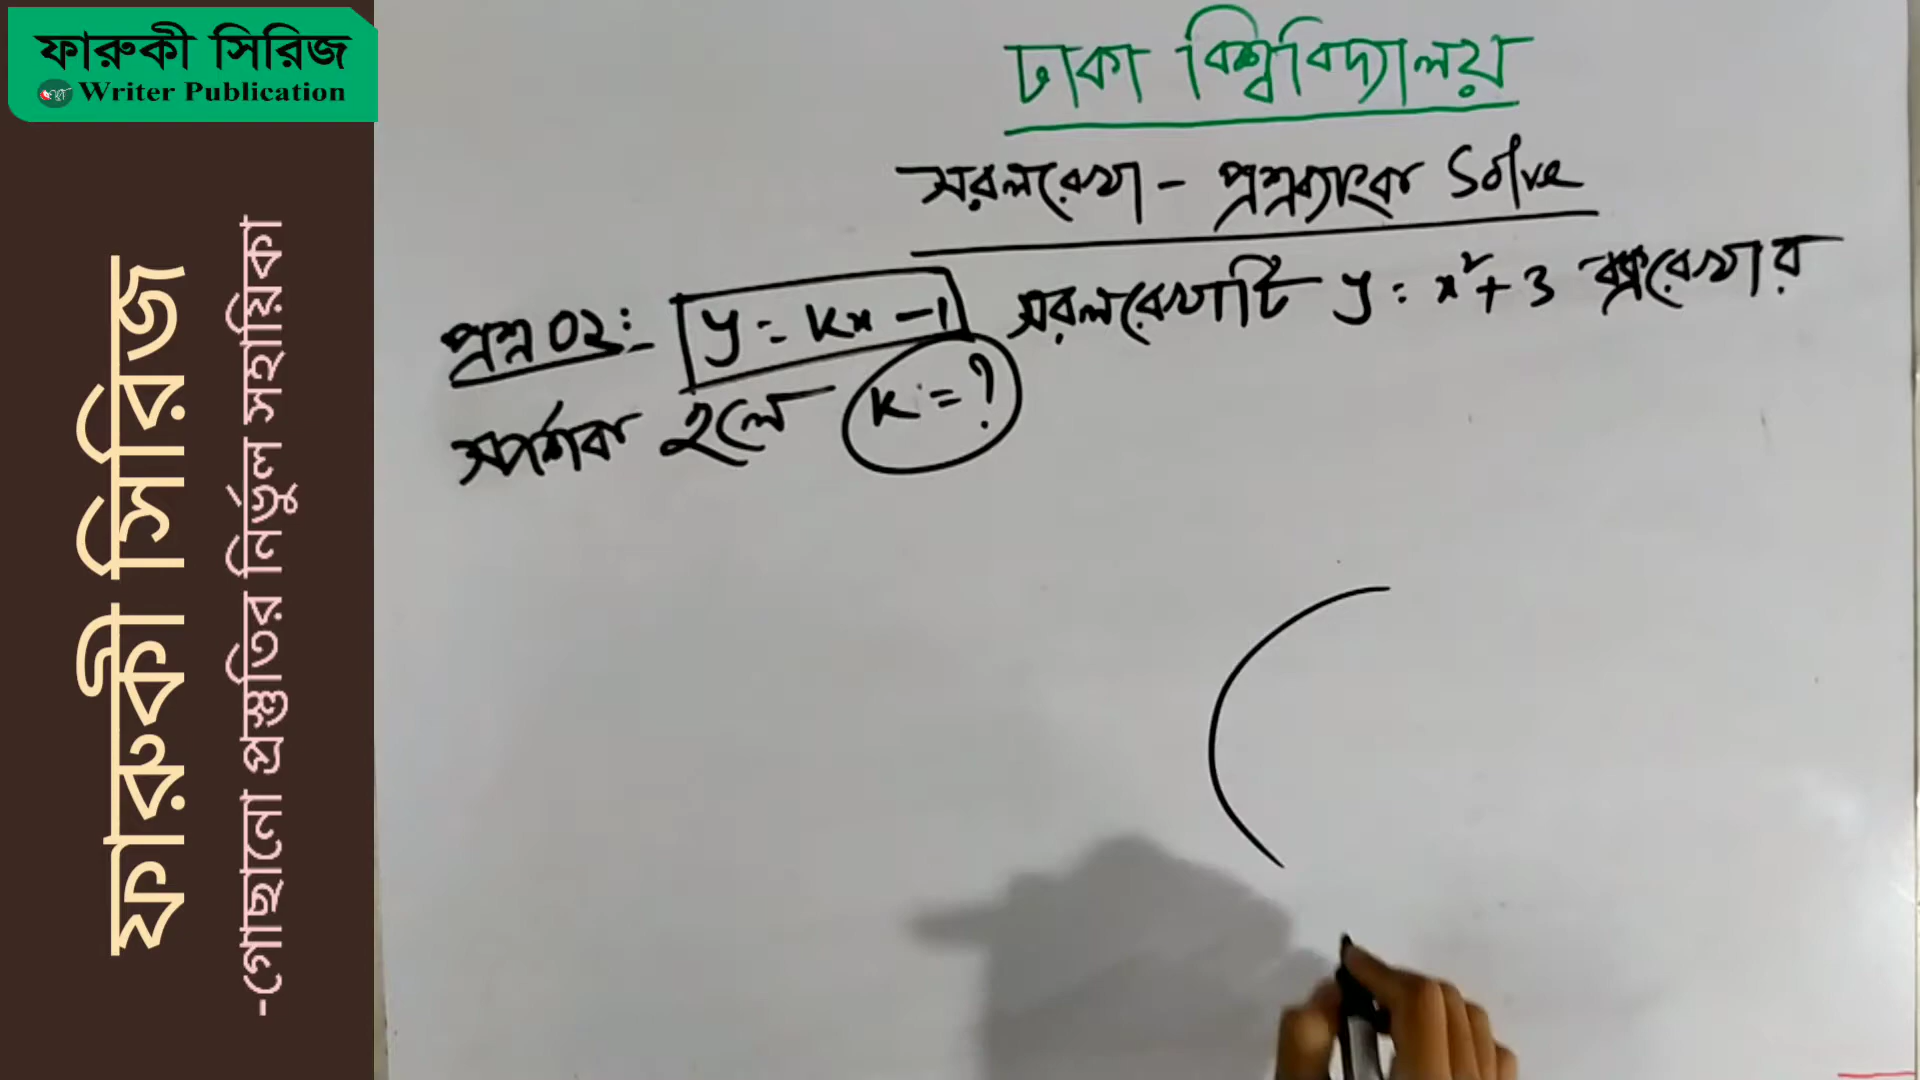 ফারুকী সিরিজ
Writer Publication
ফারুকী সিরিজ
-গোছানো প্রস্তুতির নির্ভুল সহায়িকা
ঢাকা বিশ্ববিদ্যালয়
সরলরেখা - প্রশ্নব্যাংক Solve
প্রশ্ন ০২:- y = kx - 1 সরলরেখাটি y = x² + 3 বক্ররেখার
স্পর্শক হলে k = ?